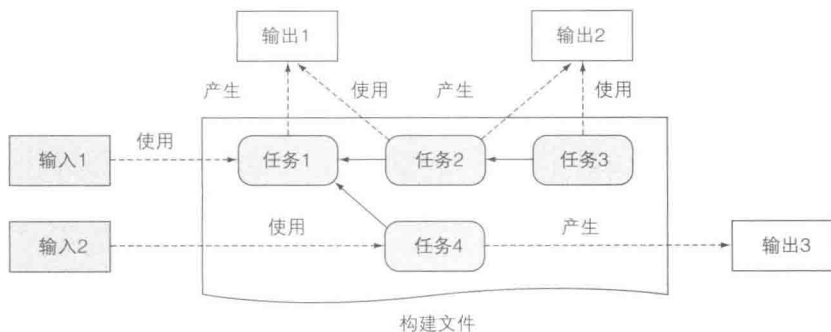 输出1
输出2
产生
使用
产生
使用
输入1
使用
任务1
任务2
任务3
输入2
使用
任务4
产生
输出3
构建文件